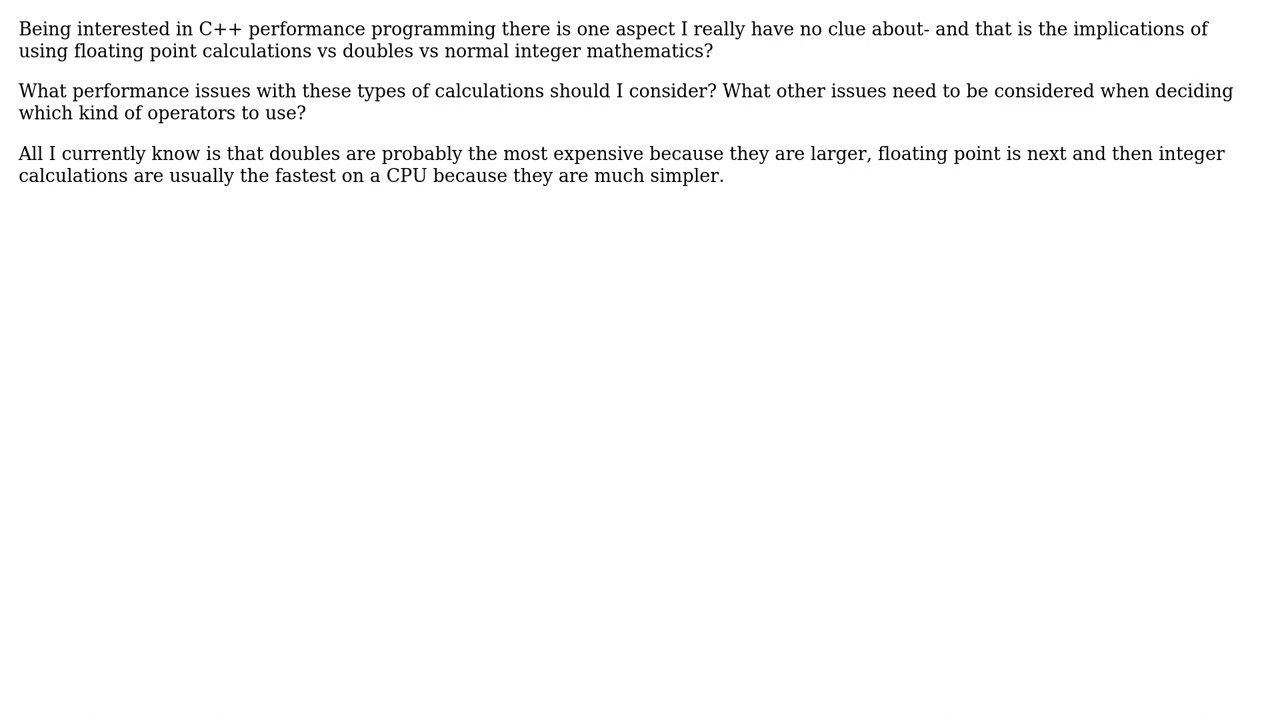 Being interested in C++ performance programming there is one aspect I really have no clue about- and that is the implications of
using floating point calculations vs doubles vs normal integer mathematics?
What performance issues with these types of calculations should I consider? What other issues need to be considered when deciding
which kind of operators to use?
All I currently know is that doubles are probably the most expensive because they are larger, floating point is next and then integer
calculations are usually the fastest on a CPU because they are much simpler.